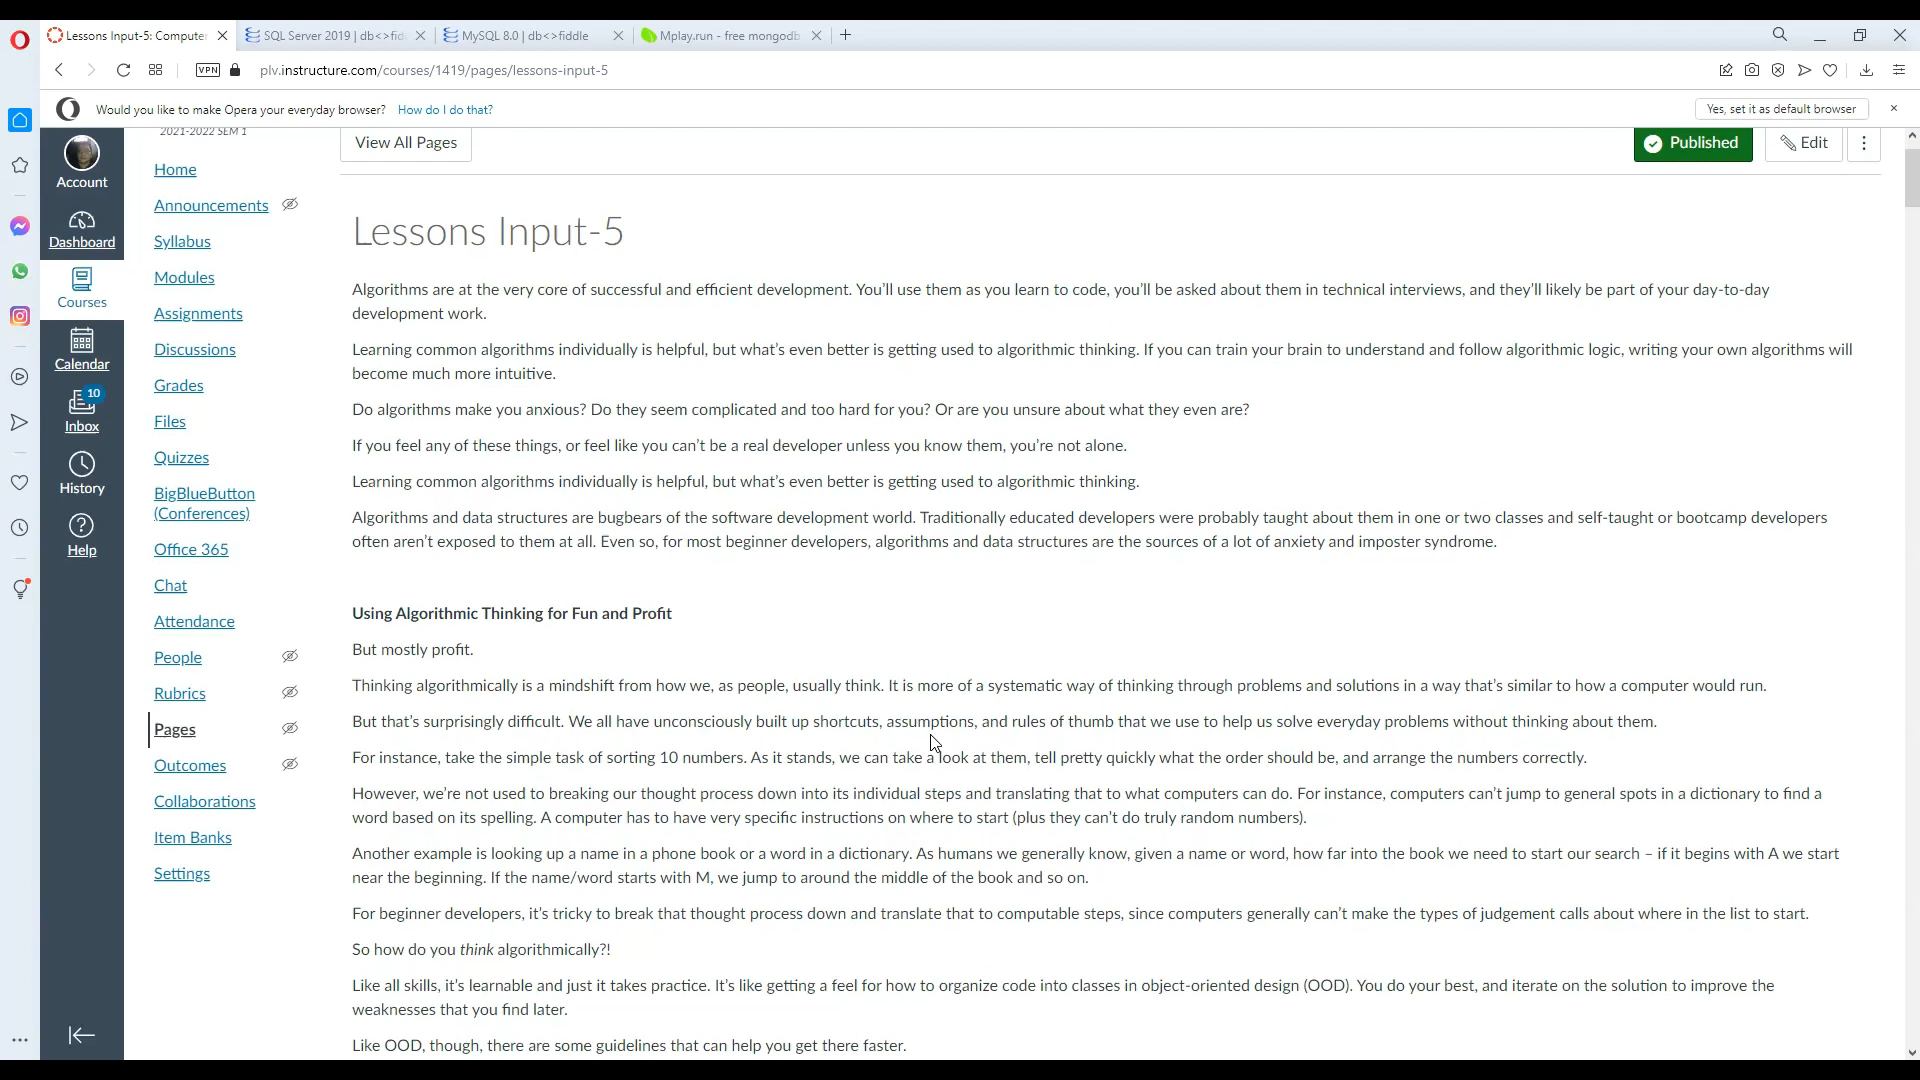 Lessons Input-5: Computer
SQL Server 2019 | db<>fid
MySQL 8.0 | db<>fiddle
Mplay.run - free mongodb
VPN
plv.instructure.com/courses/1419/pages/lessons-input-5
Would you like to make Opera your everyday browser? How do I do that?
Yes, set it as default browser
Account
Dashboard
Courses
Calendar
10
Inbox
History
Help
2021-2022 SEM 1
Home
Announcements
Syllabus
Modules
Assignments
Discussions
Grades
Files
Quizzes
BigBlueButton
(Conferences)
Office 365
Chat
Attendance
People
Rubrics
Pages
Outcomes
Collaborations
Item Banks
Settings
View All Pages
Published
Edit
Lessons Input-5
Algorithms are at the very core of successful and efficient development. You'll use them as you learn to code, you'll be asked about them in technical interviews, and they'll likely be part of your day-to-day
development work.
Learning common algorithms individually is helpful, but what's even better is getting used to algorithmic thinking. If you can train your brain to understand and follow algorithmic logic, writing your own algorithms will
become much more intuitive.
Do algorithms make you anxious? Do they seem complicated and too hard for you? Or are you unsure about what they even are?
If you feel any of these things, or feel like you can't be a real developer unless you know them, you're not alone.
Learning common algorithms individually is helpful, but what's even better is getting used to algorithmic thinking.
Algorithms and data structures are bugbears of the software development world. Traditionally educated developers were probably taught about them in one or two classes and self-taught or bootcamp developers
often aren't exposed to them at all. Even so, for most beginner developers, algorithms and data structures are the sources of a lot of anxiety and imposter syndrome.
Using Algorithmic Thinking for Fun and Profit
But mostly profit.
Thinking algorithmically is a mindshift from how we, as people, usually think. It is more of a systematic way of thinking through problems and solutions in a way that's similar to how a computer would run.
But that's surprisingly difficult. We all have unconsciously built up shortcuts, assumptions, and rules of thumb that we use to help us solve everyday problems without thinking about them.
For instance, take the simple task of sorting 10 numbers. As it stands, we can take a look at them, tell pretty quickly what the order should be, and arrange the numbers correctly.
However, we're not used to breaking our thought process down into its individual steps and translating that to what computers can do. For instance, computers can't jump to general spots in a dictionary to find a
word based on its spelling. A computer has to have very specific instructions on where to start (plus they can't do truly random numbers).
Another example is looking up a name in a phone book or a word in a dictionary. As humans we generally know, given a name or word, how far into the book we need to start our search – if it begins with A we start
near the beginning. If the name/word starts with M, we jump to around the middle of the book and so on.
For beginner developers, it's tricky to break that thought process down and translate that to computable steps, since computers generally can't make the types of judgement calls about where in the list to start.
So how do you think algorithmically?!
Like all skills, it's learnable and just it takes practice. It's like getting a feel for how to organize code into classes in object-oriented design (OOD). You do your best, and iterate on the solution to improve the
weaknesses that you find later.
Like OOD, though, there are some guidelines that can help you get there faster.